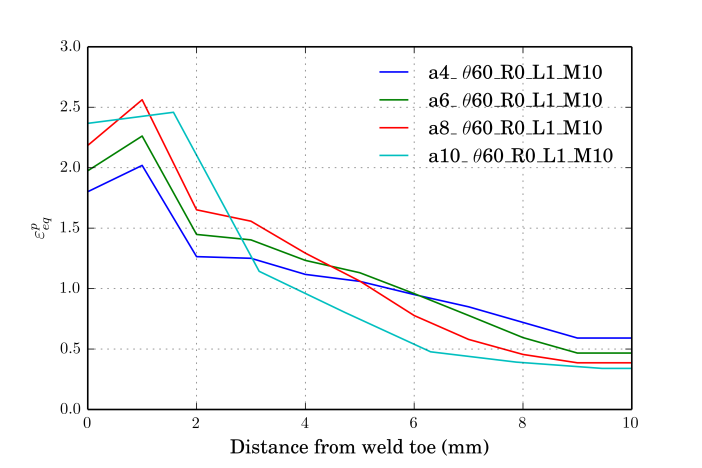 3.0
2.5
2.0
1.5
1.0
0.5
0.0
ε^p_eq
a4_ θ60_R0_L1_M10
a6_ θ60_R0_L1_M10
a8_ θ60_R0_L1_M10
a10_ θ60_R0_L1_M10
0 2 4 6 8 10
Distance from weld toe (mm)